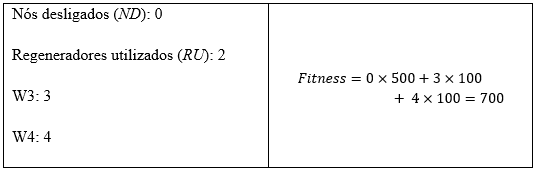 Nós desligados (ND): 0
Regeneradores utilizados (RU): 2
W3: 3
W4: 4
Fitness = 0 × 500 + 3 × 100
+ 4 × 100 = 700